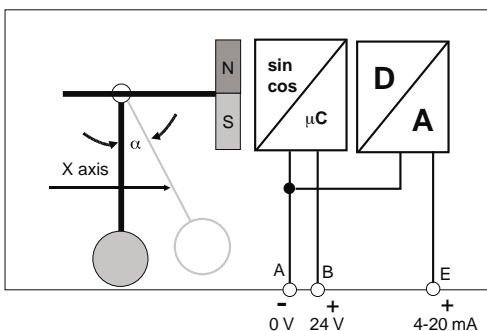 N
S
sin
cos
µC
D
A
α
X axis
A
B
E
-
+
+
0 V
24 V
4-20 mA